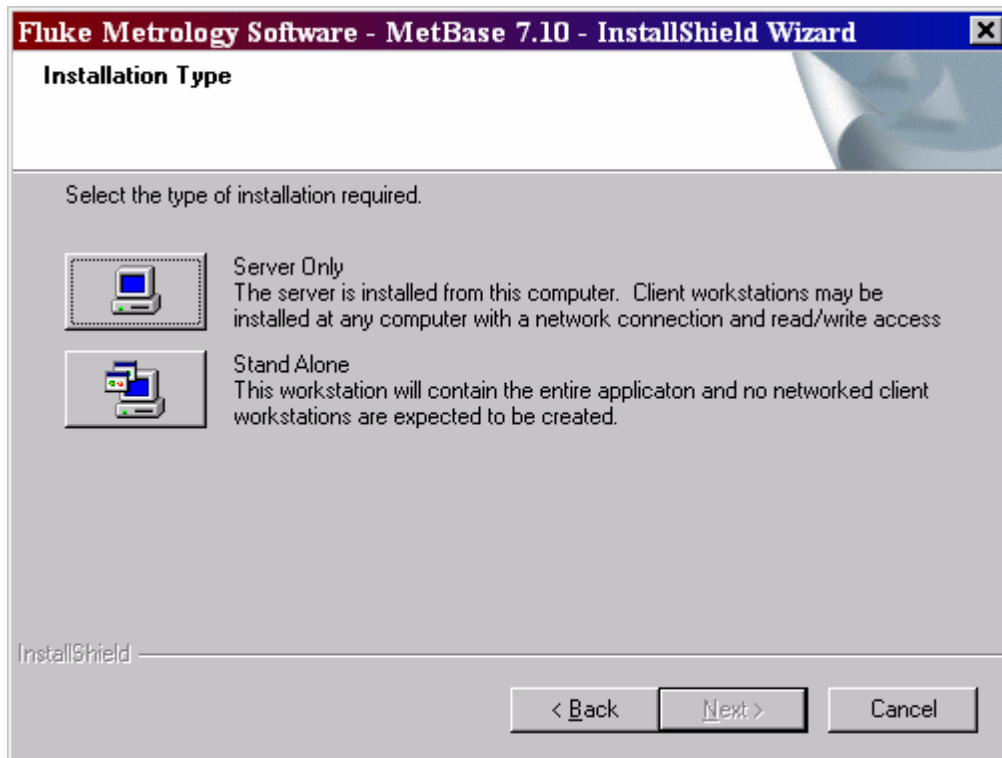 Fluke Metrology Software - MetBase 7.10 - InstallShield Wizard
Installation Type
Select the type of installation required.
Server Only
The server is installed from this computer.  Client workstations may be
installed at any computer with a network connection and read/write access
Stand Alone
This workstation will contain the entire applicaton and no networked client
workstations are expected to be created.
InstallShield
< Back
Next >
Cancel